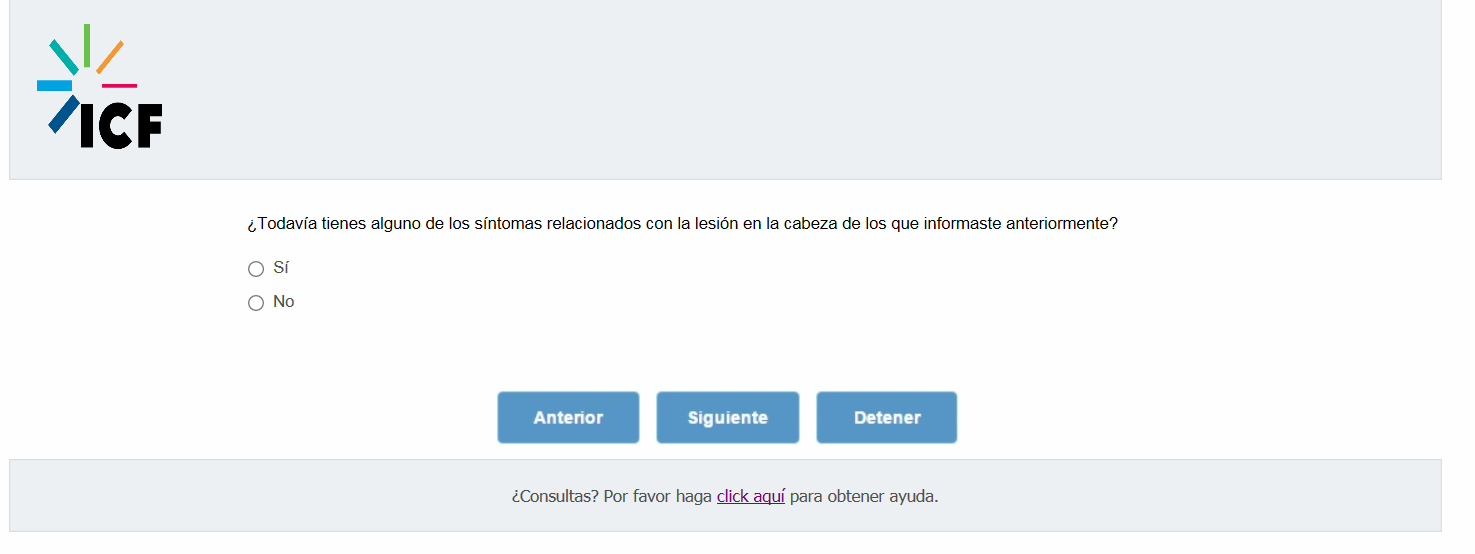 ICF
¿Todavía tienes alguno de los síntomas relacionados con la lesión en la cabeza de los que informaste anteriormente?
Sí
No
Anterior Siguiente Detener
¿Consultas? Por favor haga click aquí para obtener ayuda.